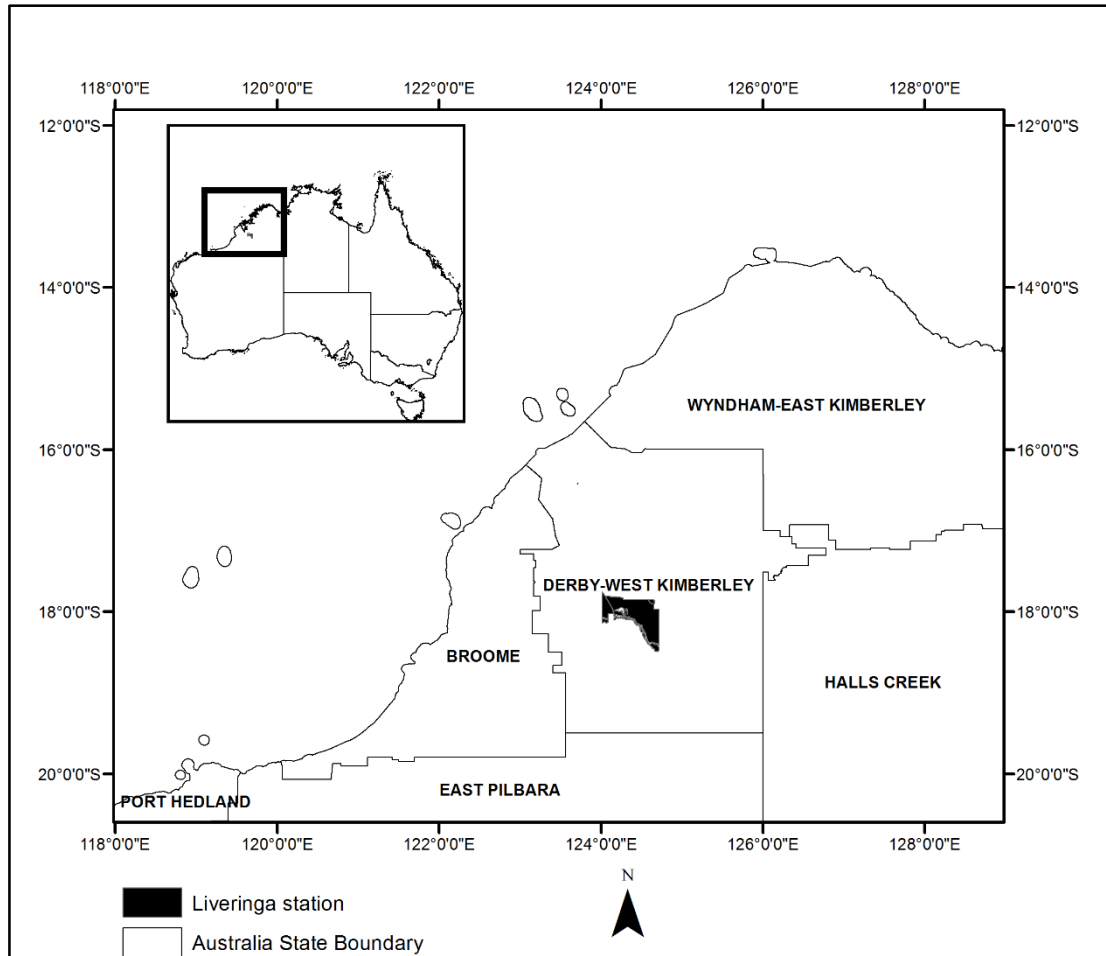 118°0'0"E 120°0'0"E 122°0'0"E 124°0'0"E 126°0'0"E 128°0'0"E
12°0'0"S 12°0'0"S
14°0'0"S 14°0'0"S
WYNDHAM-EAST KIMBERLEY
16°0'0"S 16°0'0"S
DERBY-WEST KIMBERLEY
18°0'0"S 18°0'0"S
BROOME
HALLS CREEK
20°0'0"S 20°0'0"S
EAST PILBARA
PORT HEDLAND
118°0'0"E 120°0'0"E 122°0'0"E 124°0'0"E 126°0'0"E 128°0'0"E
N
Liveringa station
Australia State Boundary